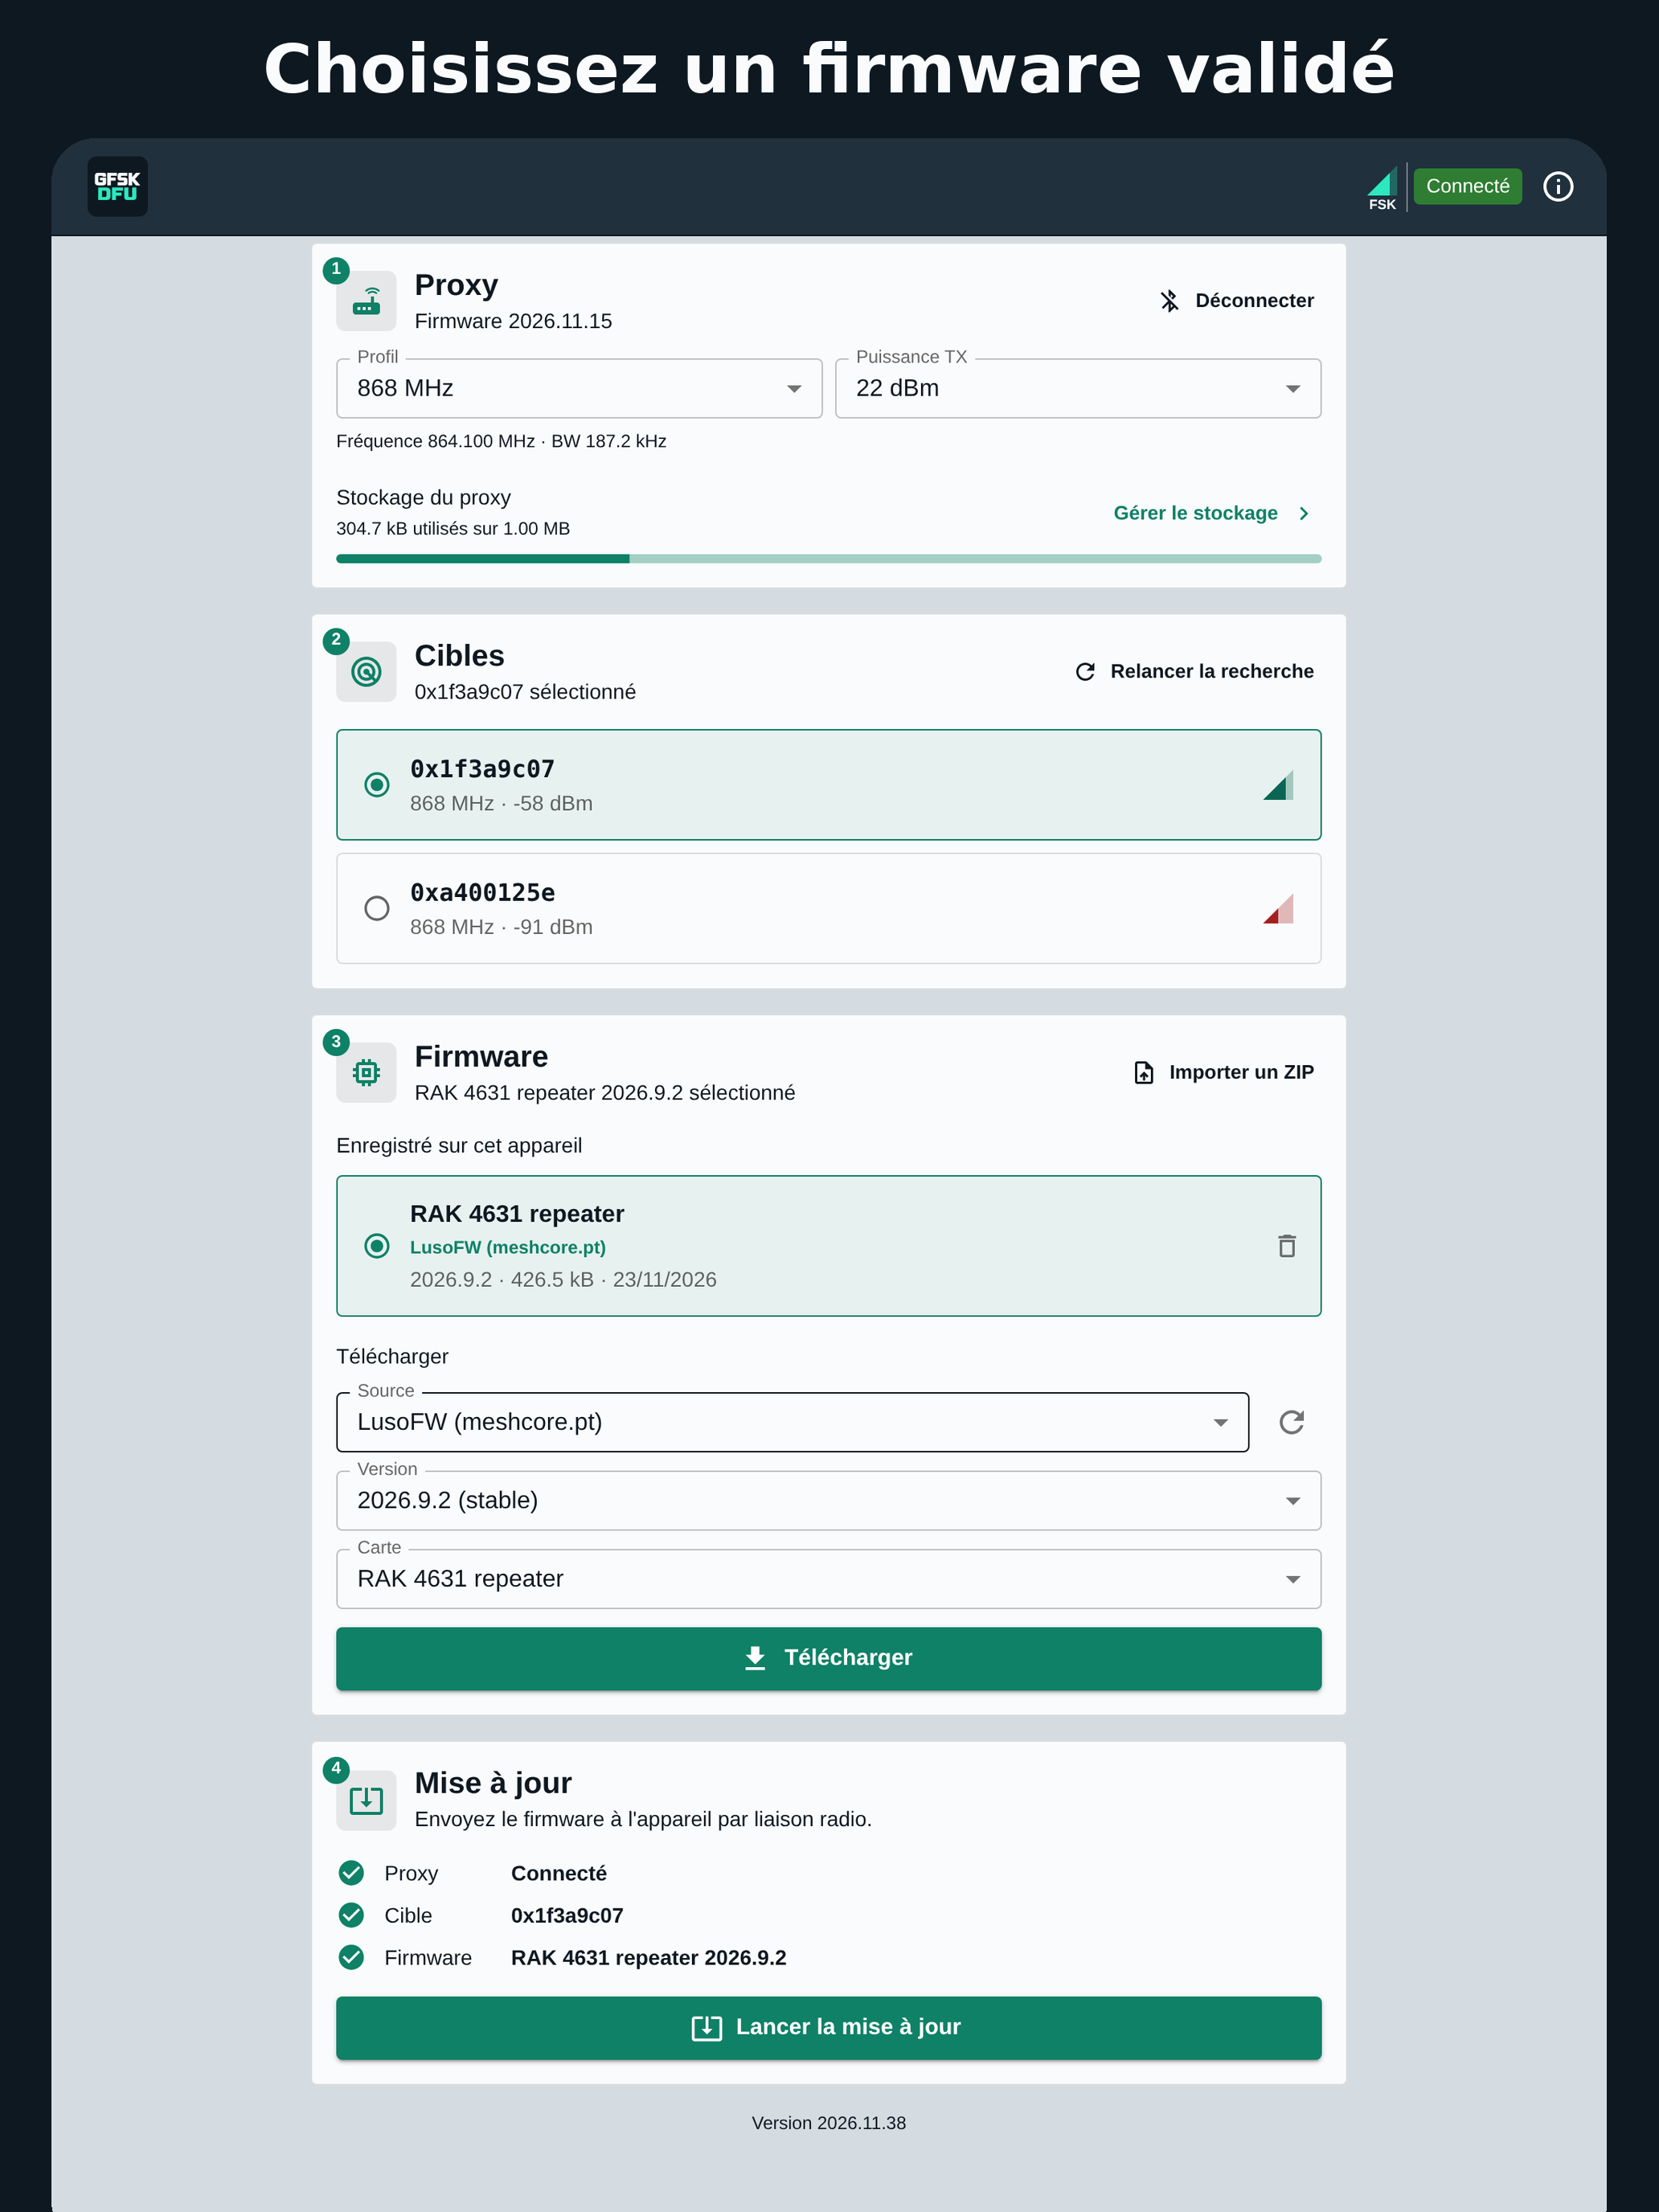 Choisissez un firmware validé
GFSK
DFU
FSK
Connecté
1
Proxy
Firmware 2026.11.15
Déconnecter
Profil
868 MHz
Puissance TX
22 dBm
Fréquence 864.100 MHz · BW 187.2 kHz
Stockage du proxy
304.7 kB utilisés sur 1.00 MB
Gérer le stockage
2
Cibles
0x1f3a9c07 sélectionné
Relancer la recherche
0x1f3a9c07
868 MHz · -58 dBm
0xa400125e
868 MHz · -91 dBm
3
Firmware
RAK 4631 repeater 2026.9.2 sélectionné
Importer un ZIP
Enregistré sur cet appareil
RAK 4631 repeater
LusoFW (meshcore.pt)
2026.9.2 · 426.5 kB · 23/11/2026
Télécharger
Source
LusoFW (meshcore.pt)
Version
2026.9.2 (stable)
Carte
RAK 4631 repeater
Télécharger
4
Mise à jour
Envoyez le firmware à l'appareil par liaison radio.
Proxy Connecté
Cible 0x1f3a9c07
Firmware RAK 4631 repeater 2026.9.2
Lancer la mise à jour
Version 2026.11.38